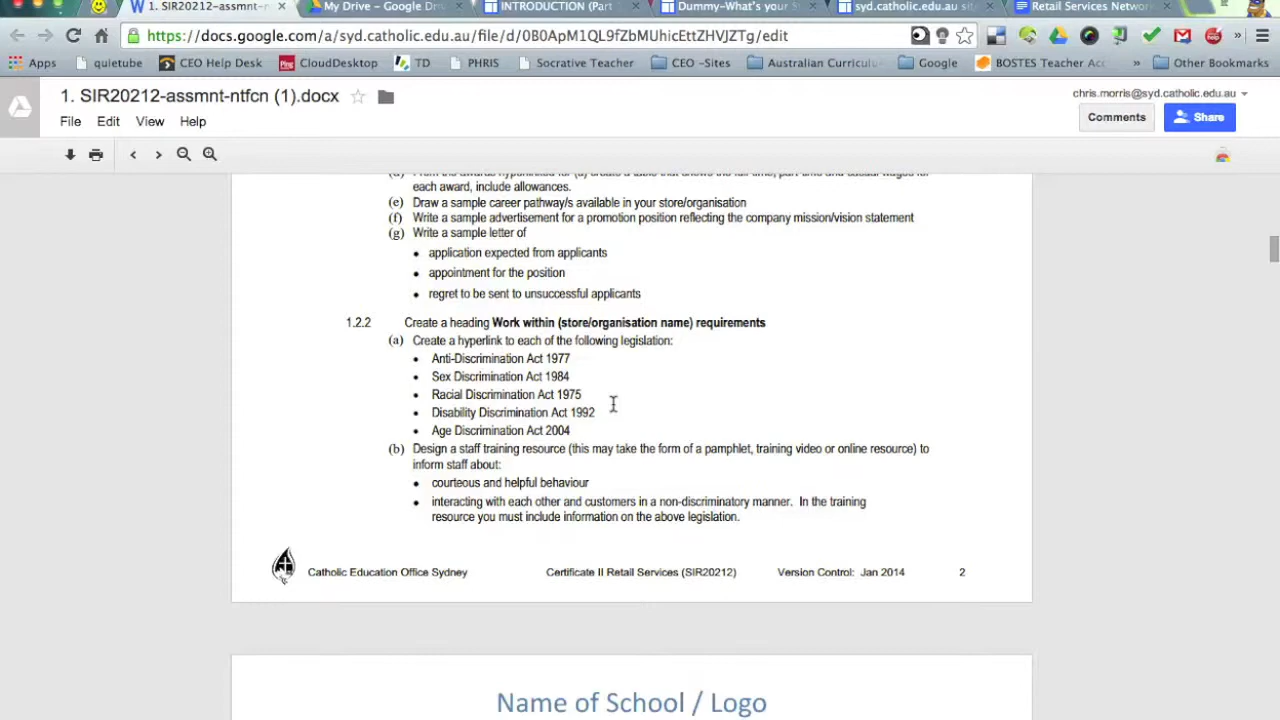 1. SIR20212-assmnt-r
My Drive – Google Dri
INTRODUCTION (Part
Dummy–What's your S
syd.catholic.edu.au sit
Retail Services Netwo
https://docs.google.com/a/syd.catholic.edu.au/file/d/0B0ApM1QL9fZbMUhicEttZHVJZTg/edit
Apps quietube CEO Help Desk CloudDesktop TD PHRIS Socrative Teacher CEO -Sites Australian Curriculu Google BOSTES Teacher Acc » Other Bookmarks
1. SIR20212-assmnt-ntfcn (1).docx
chris.morris@syd.catholic.edu.au
File Edit View Help
Comments Share
each award, include allowances.
(e) Draw a sample career pathway/s available in your store/organisation
(f) Write a sample advertisement for a promotion position reflecting the company mission/vision statement
(g) Write a sample letter of
• application expected from applicants
• appointment for the position
• regret to be sent to unsuccessful applicants
1.2.2 Create a heading Work within (store/organisation name) requirements
(a) Create a hyperlink to each of the following legislation:
• Anti-Discrimination Act 1977
• Sex Discrimination Act 1984
• Racial Discrimination Act 1975
• Disability Discrimination Act 1992
• Age Discrimination Act 2004
(b) Design a staff training resource (this may take the form of a pamphlet, training video or online resource) to
inform staff about:
• courteous and helpful behaviour
• interacting with each other and customers in a non-discriminatory manner. In the training
resource you must include information on the above legislation.
Catholic Education Office Sydney Certificate II Retail Services (SIR20212) Version Control: Jan 2014 2
Name of School / Logo